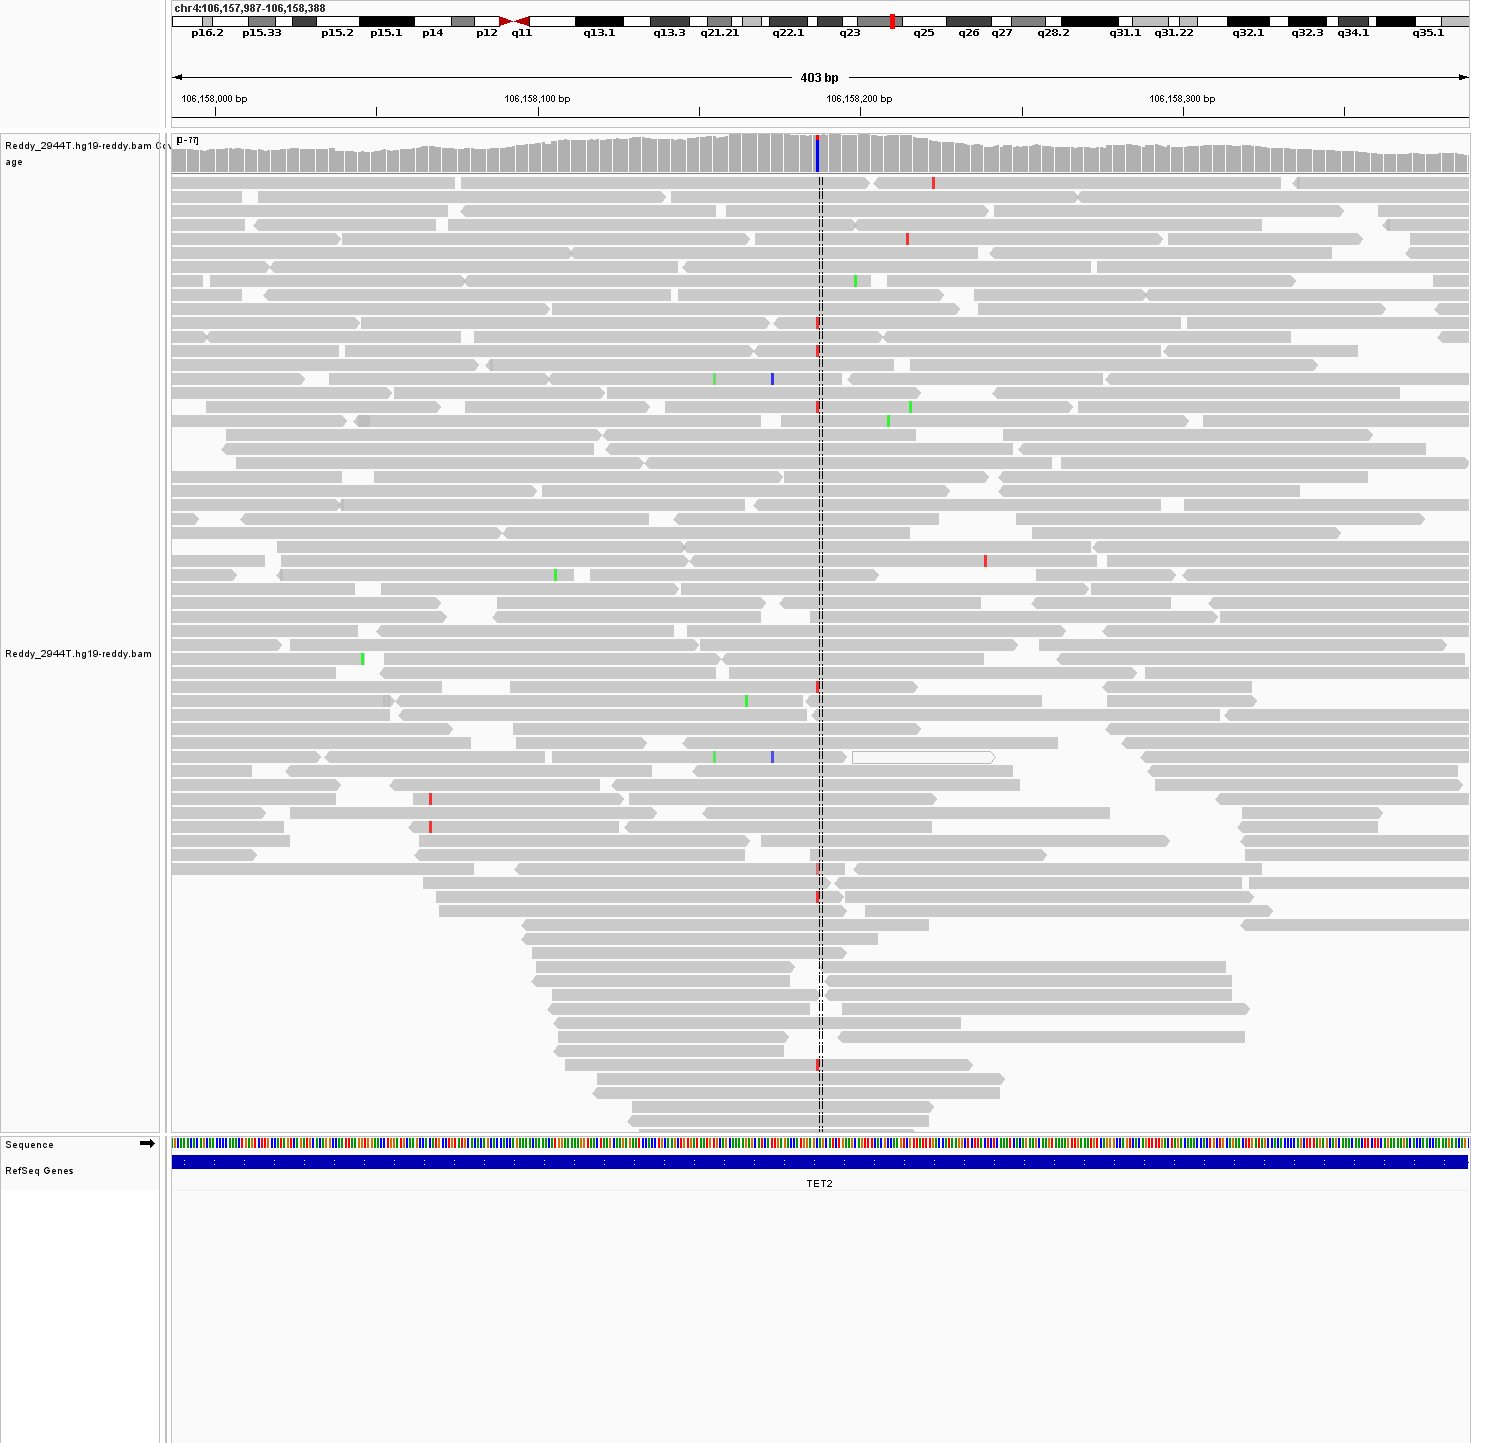 chr4:106,157,987-106,158,388
p16.2 p15.33 p15.2 p15.1 p14 p12 q11 q13.1 q13.3 q21.21 q22.1 q23 q25 q26 q27 q28.2 q31.1 q31.22 q32.1 q32.3 q34.1 q35.1
403 bp
106,158,000 bp 106,158,100 bp 106,158,200 bp 106,158,300 bp
[0-77]
Reddy_2944T.hg19-reddy.bam Cov
age
Reddy_2944T.hg19-reddy.bam
Sequence
RefSeq Genes
TET2